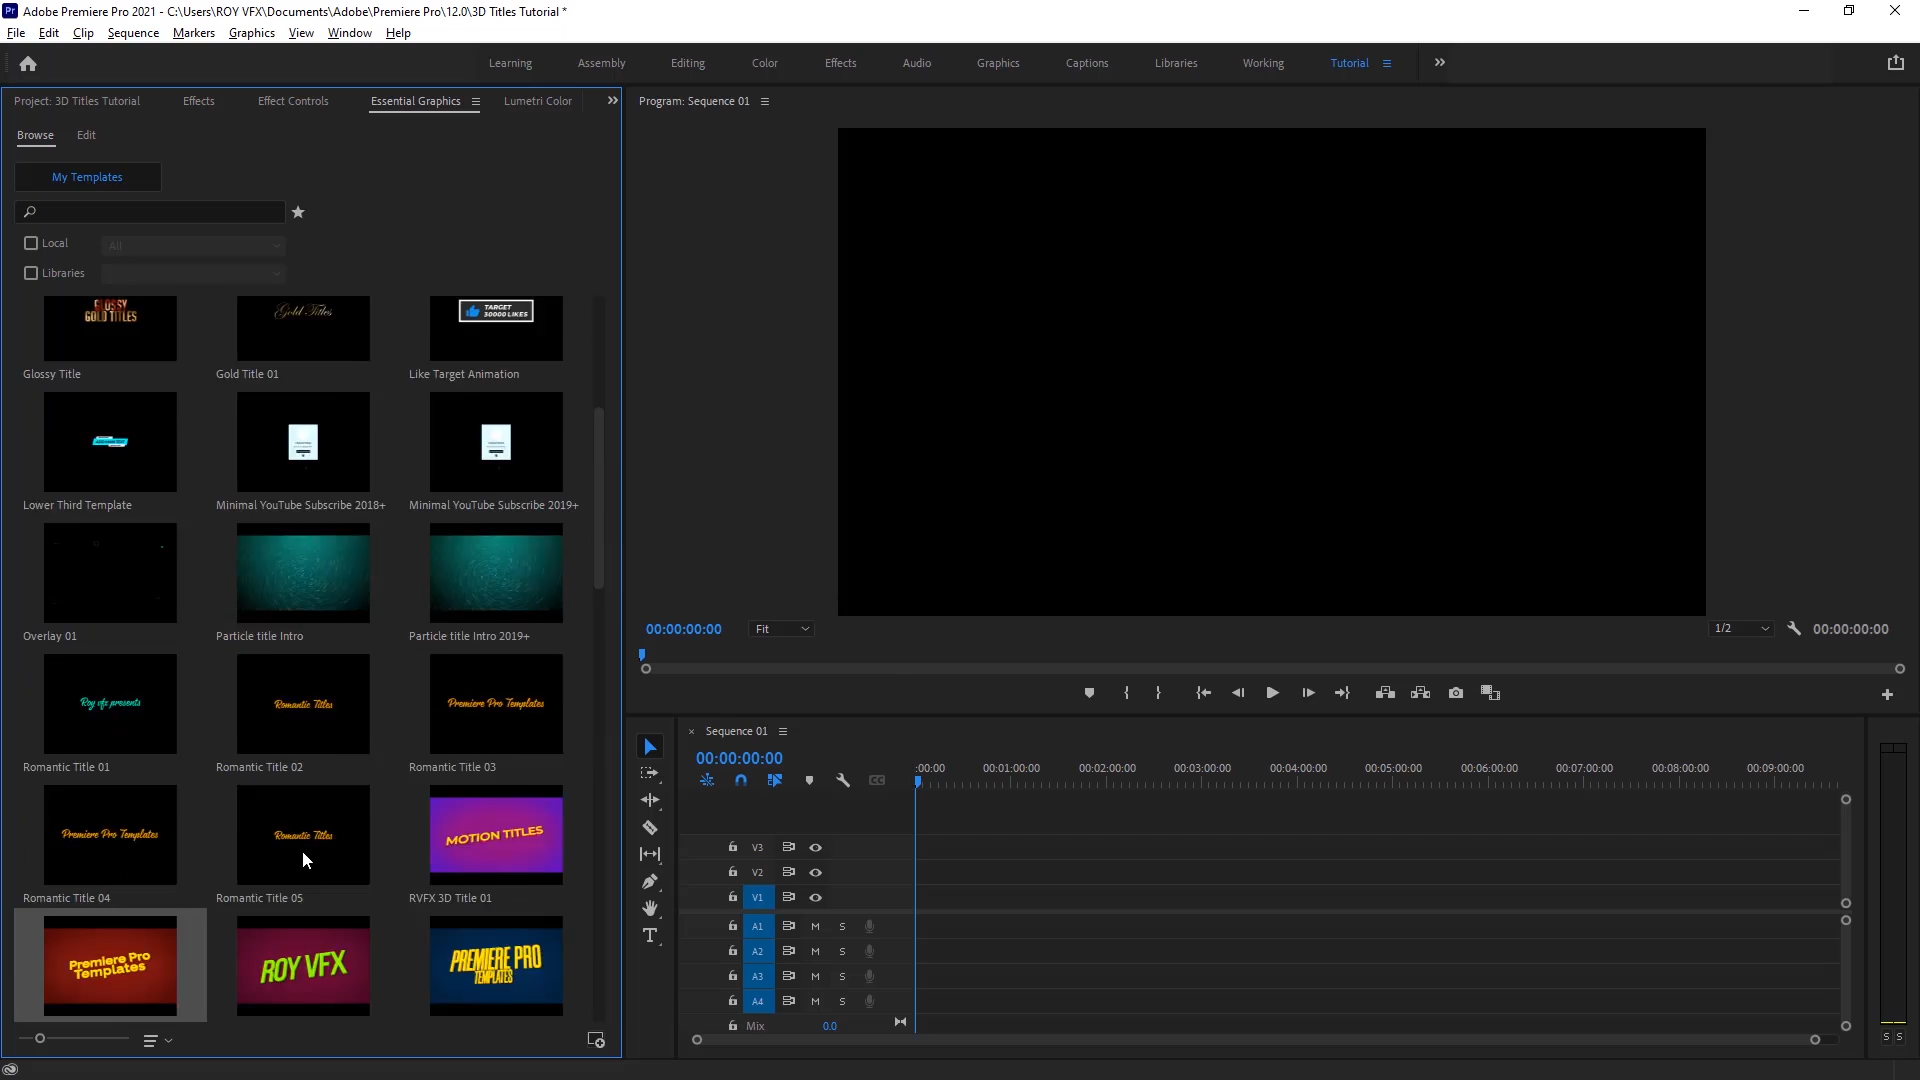 Pr Adobe Premiere Pro 2021 - C:\Users\ROY VFX\Documents\Adobe\Premiere Pro\12.0\3D Titles Tutorial *
File Edit Clip Sequence Markers Graphics View Window Help
Learning Assembly Editing Color Effects Audio Graphics Captions Libraries Working Tutorial
Project: 3D Titles Tutorial Effects Effect Controls Essential Graphics Lumetri Color
Program: Sequence 01
Browse Edit
My Templates
Local All
Libraries
GLOSSY
GOLD TITLES
Gold Titles
TARGET
30000 LIKES
Glossy Title Gold Title 01 Like Target Animation
Lower Third Template Minimal YouTube Subscribe 2018+ Minimal YouTube Subscribe 2019+
Overlay 01 Particle title Intro Particle title Intro 2019+
Roy vfx presents Romantic Titles Premiere Pro Templates
Romantic Title 01 Romantic Title 02 Romantic Title 03
Premiere Pro Templates Romantic Titles MOTION TITLES
Romantic Title 04 Romantic Title 05 RVFX 3D Title 01
Premiere Pro
Templates
ROY VFX
PREMIERE PRO
TEMPLATES
00:00:00:00 Fit 1/2 00:00:00:00
Sequence 01
00:00:00:00
:00:00 00:01:00:00 00:02:00:00 00:03:00:00 00:04:00:00 00:05:00:00 00:06:00:00 00:07:00:00 00:08:00:00 00:09:00:00
CC
V3
V2
V1
A1 M S
A2 M S
A3 M S
A4 M S
Mix 0.0
S S